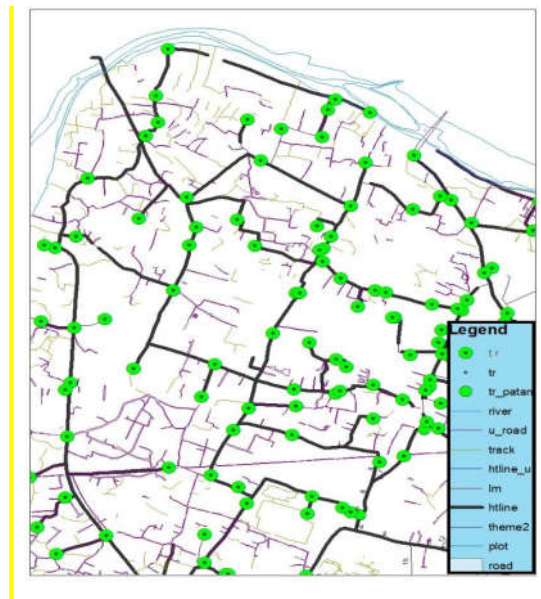 Legend
tr
tr
tr_patan
river
u_road
track
htline_u
lm
htline
theme2
plot
road